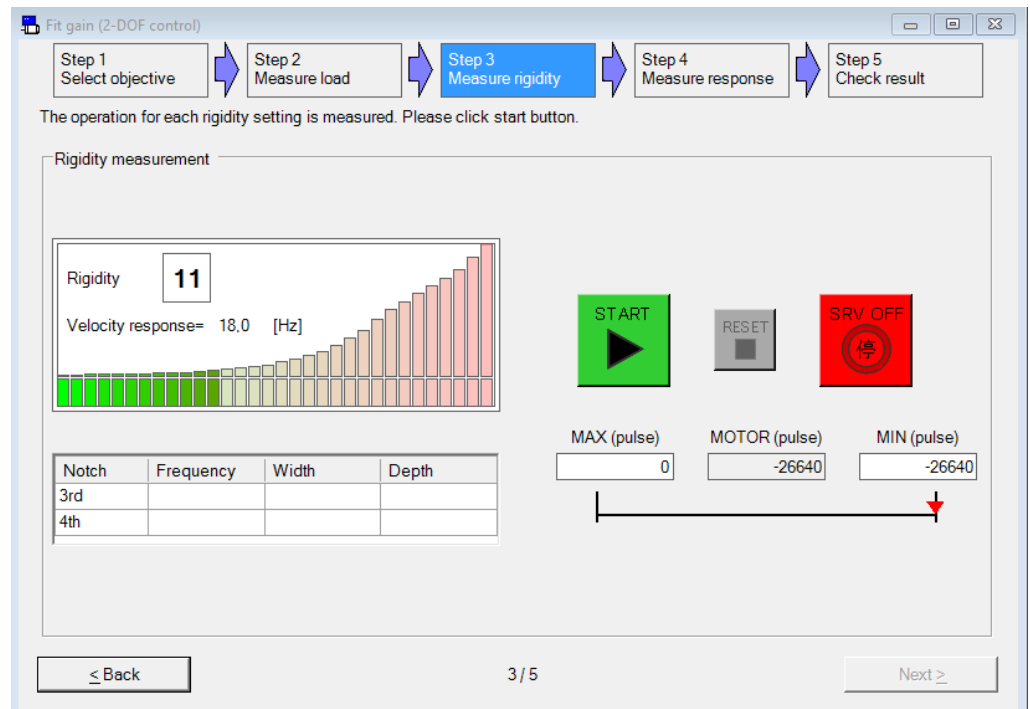 Fit gain (2-DOF control)
Step 1
Select objective
Step 2
Measure load
Step 3
Measure rigidity
Step 4
Measure response
Step 5
Check result
The operation for each rigidity setting is measured. Please click start button.
Rigidity measurement
Rigidity 11
Velocity response= 18,0 [Hz]
START
RESET
SRV OFF
停
MAX (pulse) MOTOR (pulse) MIN (pulse)
0 -26640 -26640
Notch Frequency Width Depth
3rd
4th
< Back
3 / 5
Next >